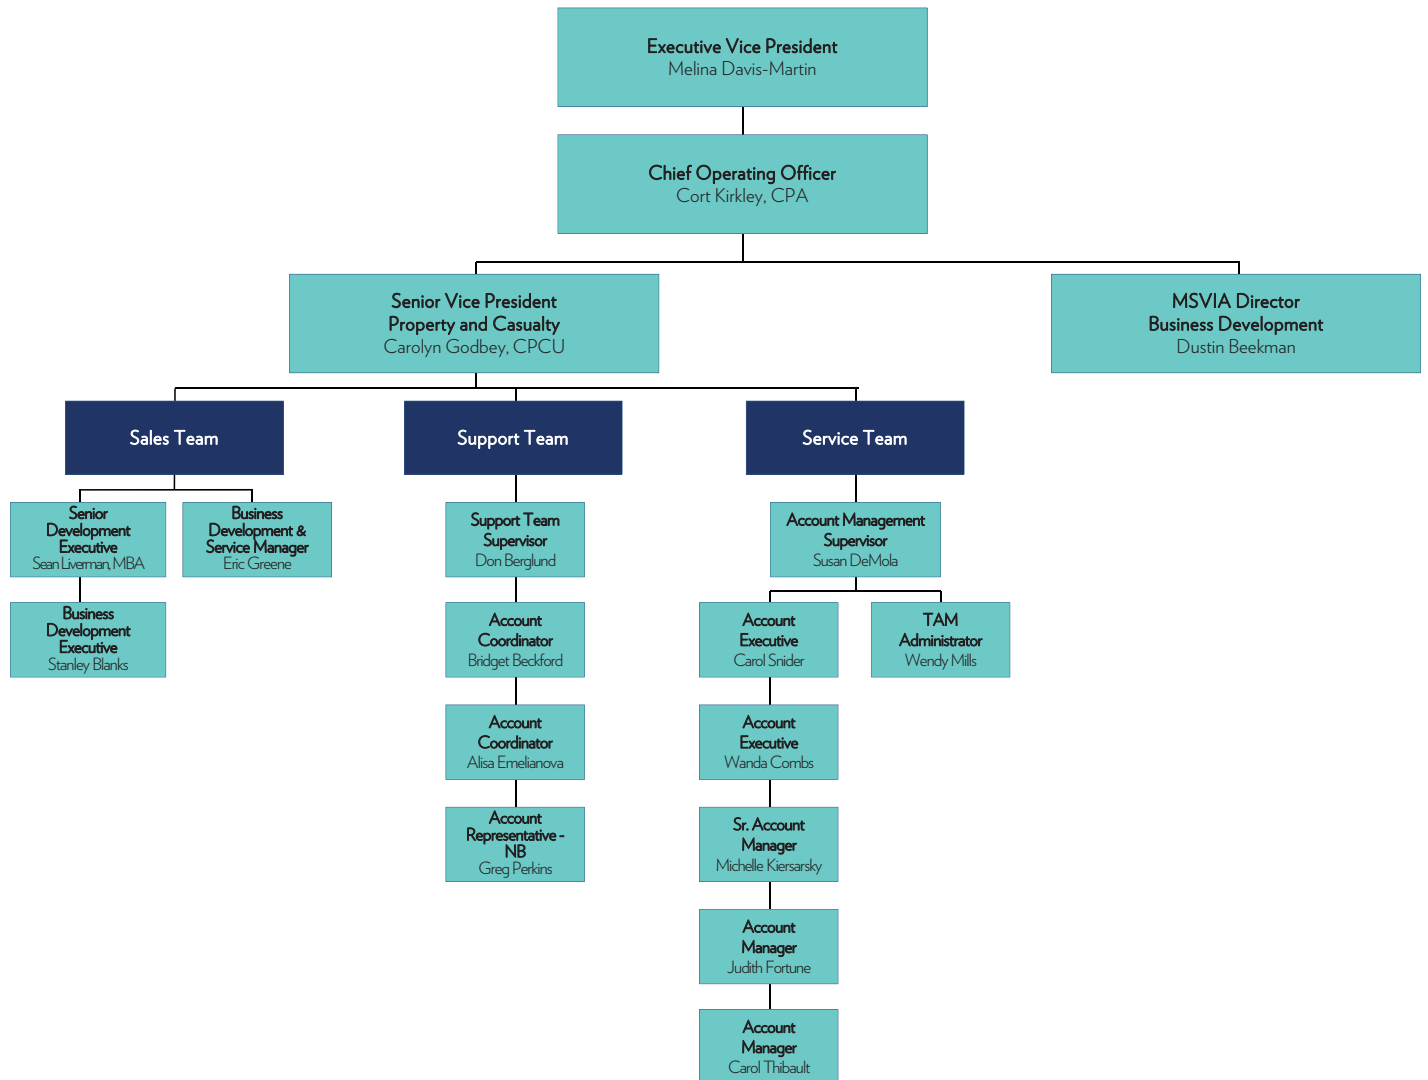 Executive Vice President
Melina Davis-Martin
Chief Operating Officer
Cort Kirkley, CPA
Senior Vice President
Property and Casualty
Carolyn Godbey, CPCU
MSVIA Director
Business Development
Dustin Beekman
Sales Team
Support Team
Service Team
Senior
Development
Executive
Sean Liverman, MBA
Business
Development &
Service Manager
Eric Greene
Support Team
Supervisor
Don Berglund
Account Management
Supervisor
Susan DeMola
Business
Development
Executive
Stanley Blanks
Account
Coordinator
Bridget Beckford
Account
Executive
Carol Snider
TAM
Administrator
Wendy Mills
Account
Coordinator
Alisa Emelianova
Account
Executive
Wanda Combs
Account
Representative -
NB
Greg Perkins
Sr. Account
Manager
Michelle Kiersarsky
Account
Manager
Judith Fortune
Account
Manager
Carol Thibault